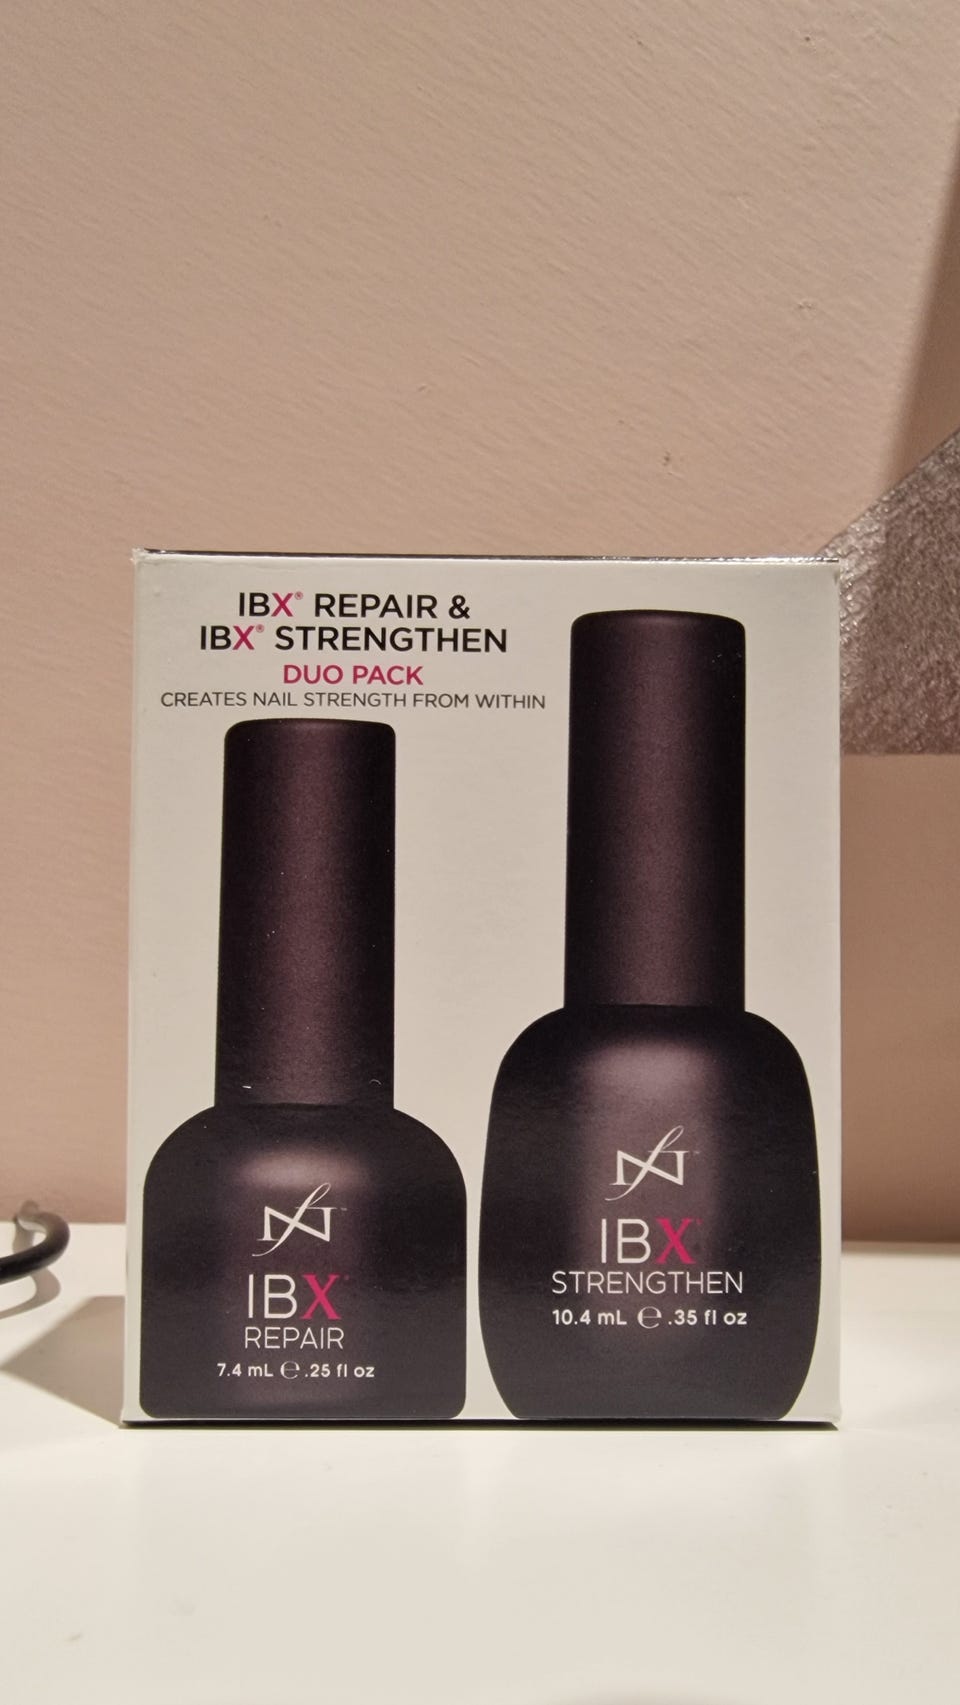 IBX® REPAIR &
IBX® STRENGTHEN
DUO PACK
CREATES NAIL STRENGTH FROM WITHIN
IBX
REPAIR
7.4 mL ℮ .25 fl oz
IBX
STRENGTHEN
10.4 mL ℮ .35 fl oz